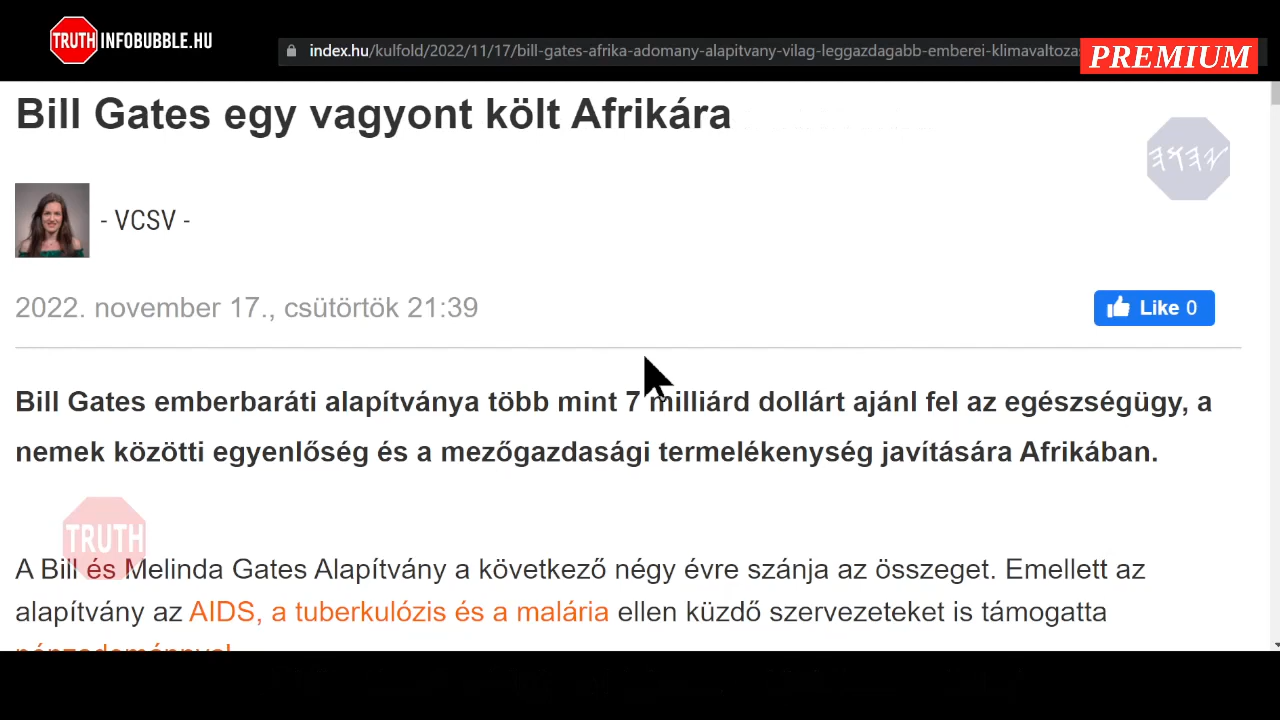 TRUTH INFOBUBBLE.HU
index.hu/kulfold/2022/11/17/bill-gates-afrika-adomany-alapitvany-vilag-leggazdagabb-emberei-klimavaltozas
PREMIUM
Bill Gates egy vagyont költ Afrikára
𐤉𐤄𐤅𐤄
- VCSV -
2022. november 17., csütörtök 21:39
Like 0
Bill Gates emberbaráti alapítványa több mint 7 milliárd dollárt ajánl fel az egészségügy, a
nemek közötti egyenlőség és a mezőgazdasági termelékenység javítására Afrikában.
TRUTH
A Bill és Melinda Gates Alapítvány a következő négy évre szánja az összeget. Emellett az
alapítvány az AIDS, a tuberkulózis és a malária ellen küzdő szervezeteket is támogatta
pénzadománnyal